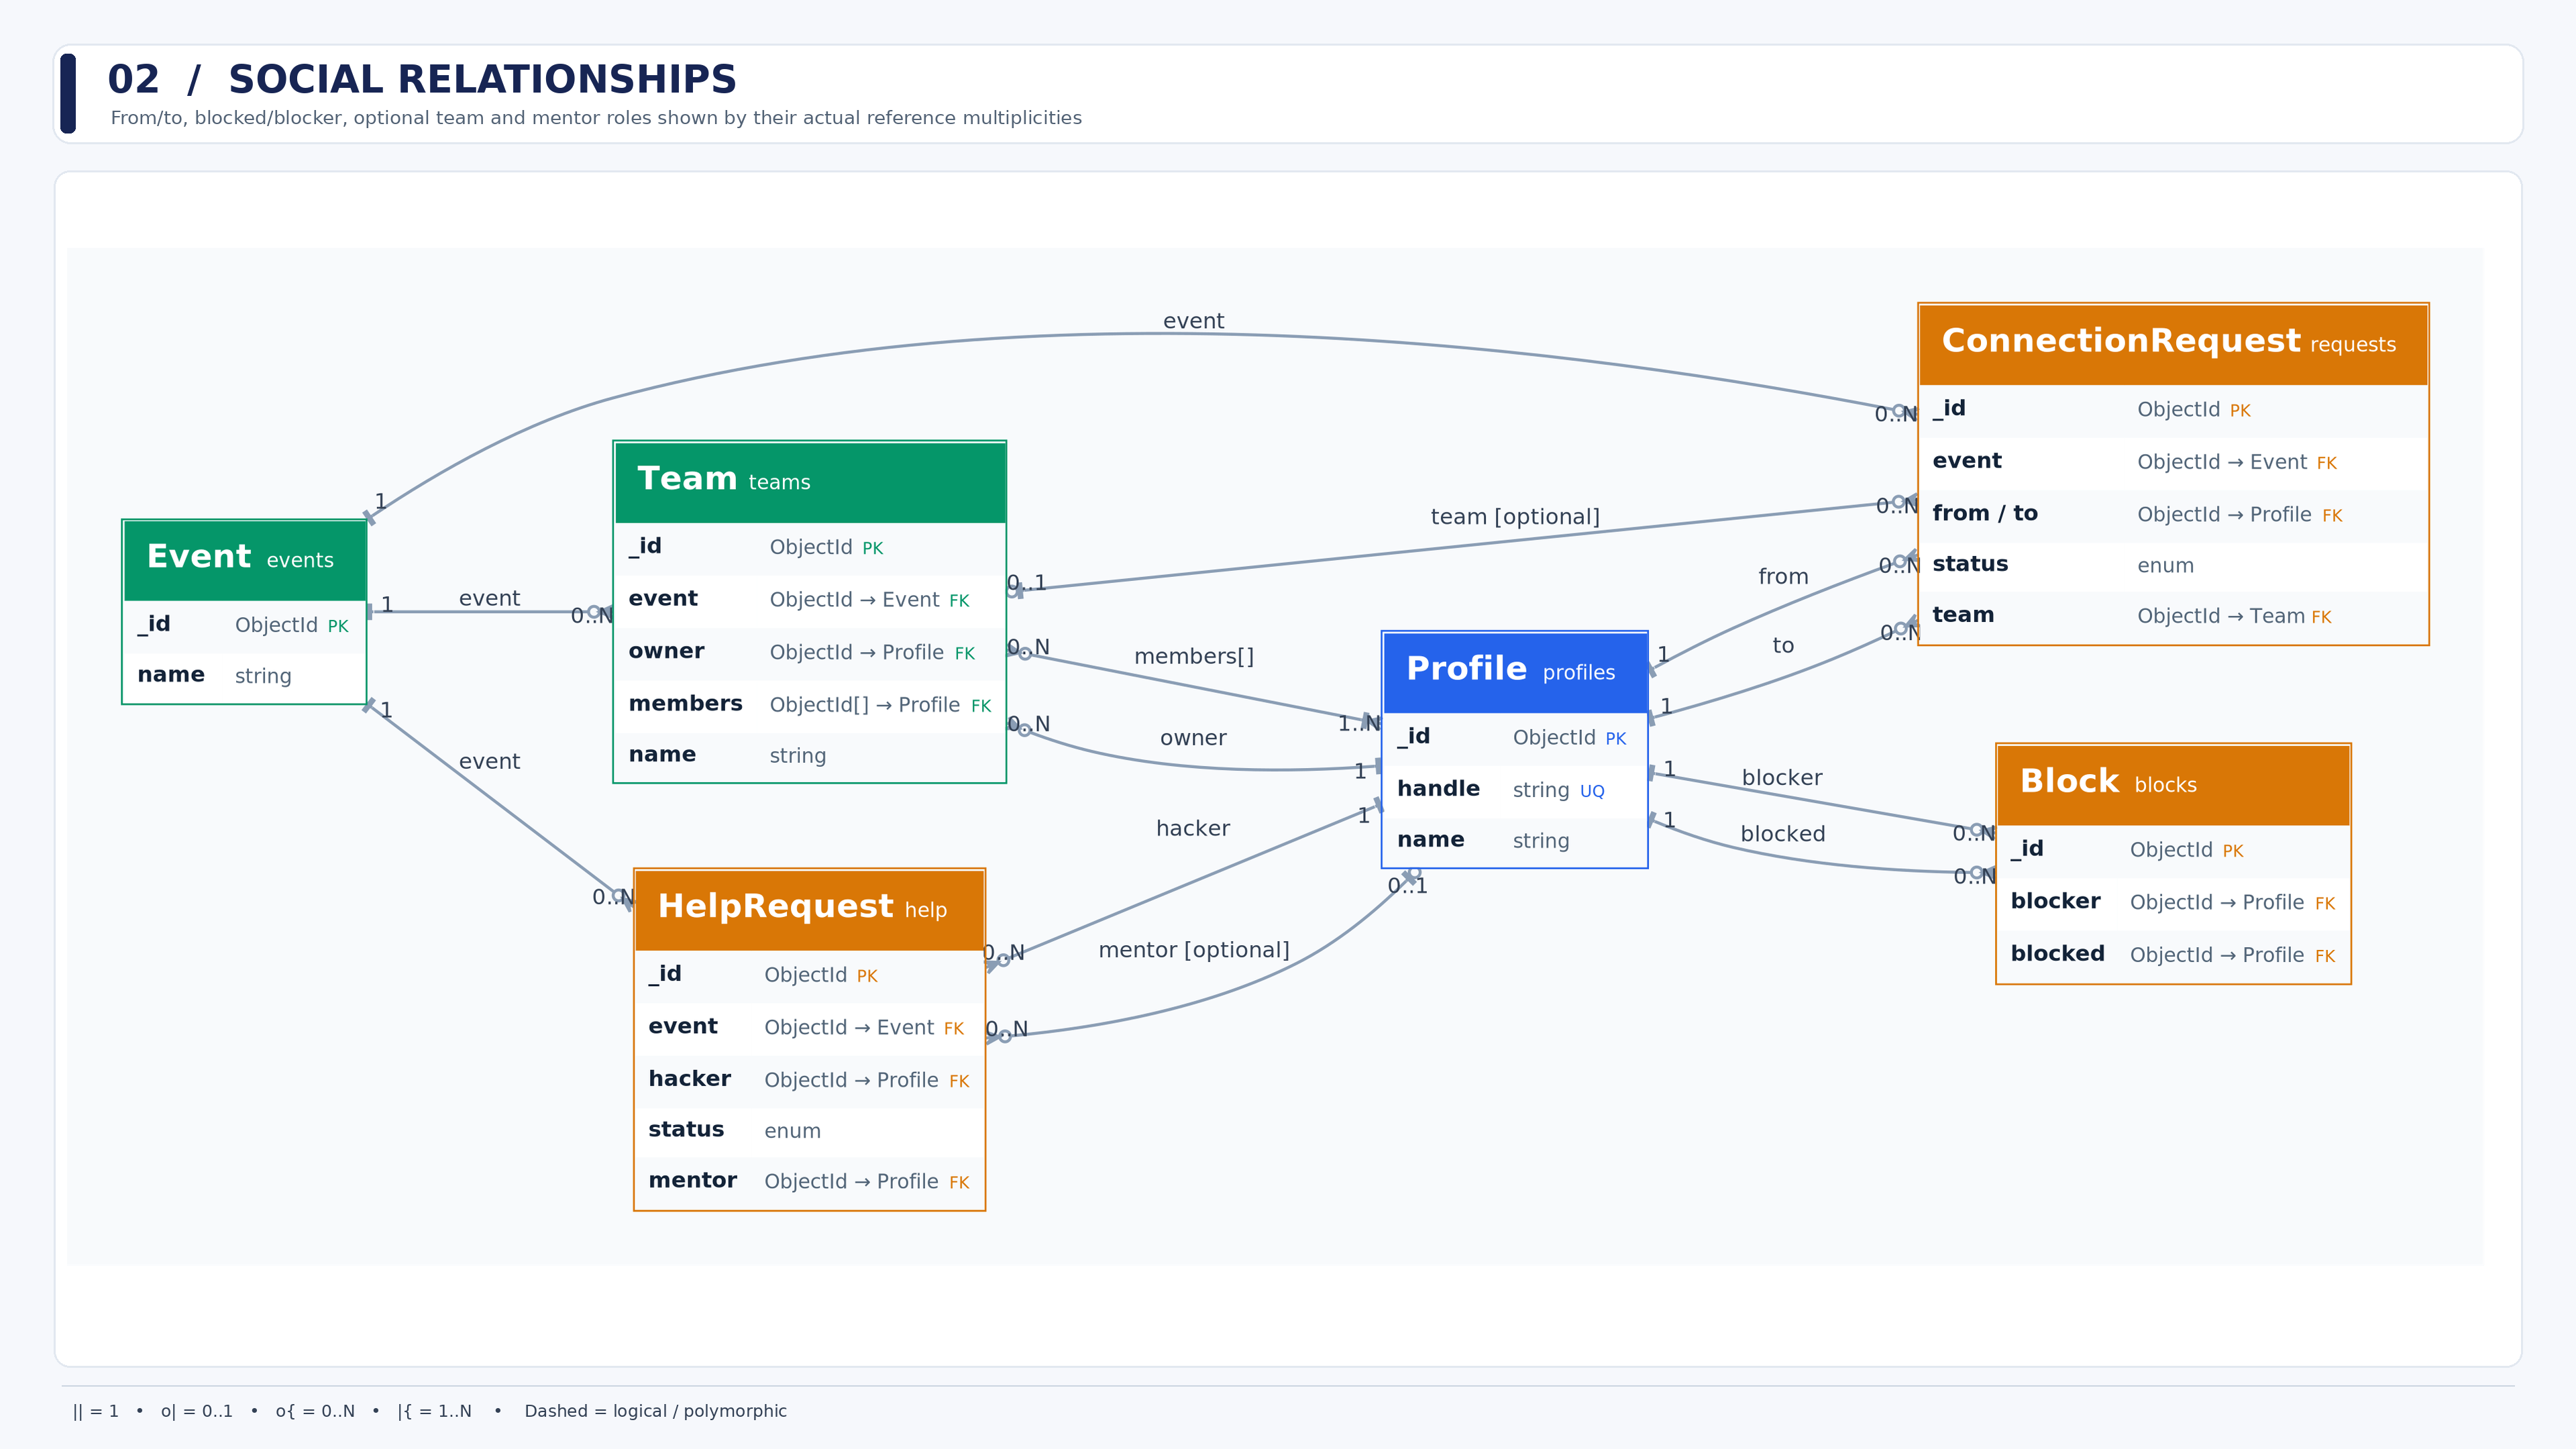 02 / SOCIAL RELATIONSHIPS
From/to, blocked/blocker, optional team and mentor roles shown by their actual reference multiplicities
event
1
0..N
ConnectionRequest requests
_id ObjectId PK
event ObjectId → Event FK
from / to ObjectId → Profile FK
status enum
team ObjectId → Team FK
Team teams
_id ObjectId PK
event ObjectId → Event FK
owner ObjectId → Profile FK
members ObjectId[] → Profile FK
name string
Event events
_id ObjectId PK
name string
1 event 0..N
0..1 team [optional] 0..N
1 from 0..N
1 to 0..N
0..N members[] 1..N
0..N owner 1
Profile profiles
_id ObjectId PK
handle string UQ
name string
1 blocker 0..N
1 blocked 0..N
Block blocks
_id ObjectId PK
blocker ObjectId → Profile FK
blocked ObjectId → Profile FK
1 event 0..N
0..N hacker 1
0..N mentor [optional] 0..1
HelpRequest help
_id ObjectId PK
event ObjectId → Event FK
hacker ObjectId → Profile FK
status enum
mentor ObjectId → Profile FK
|| = 1 • o| = 0..1 • o{ = 0..N • |{ = 1..N • Dashed = logical / polymorphic